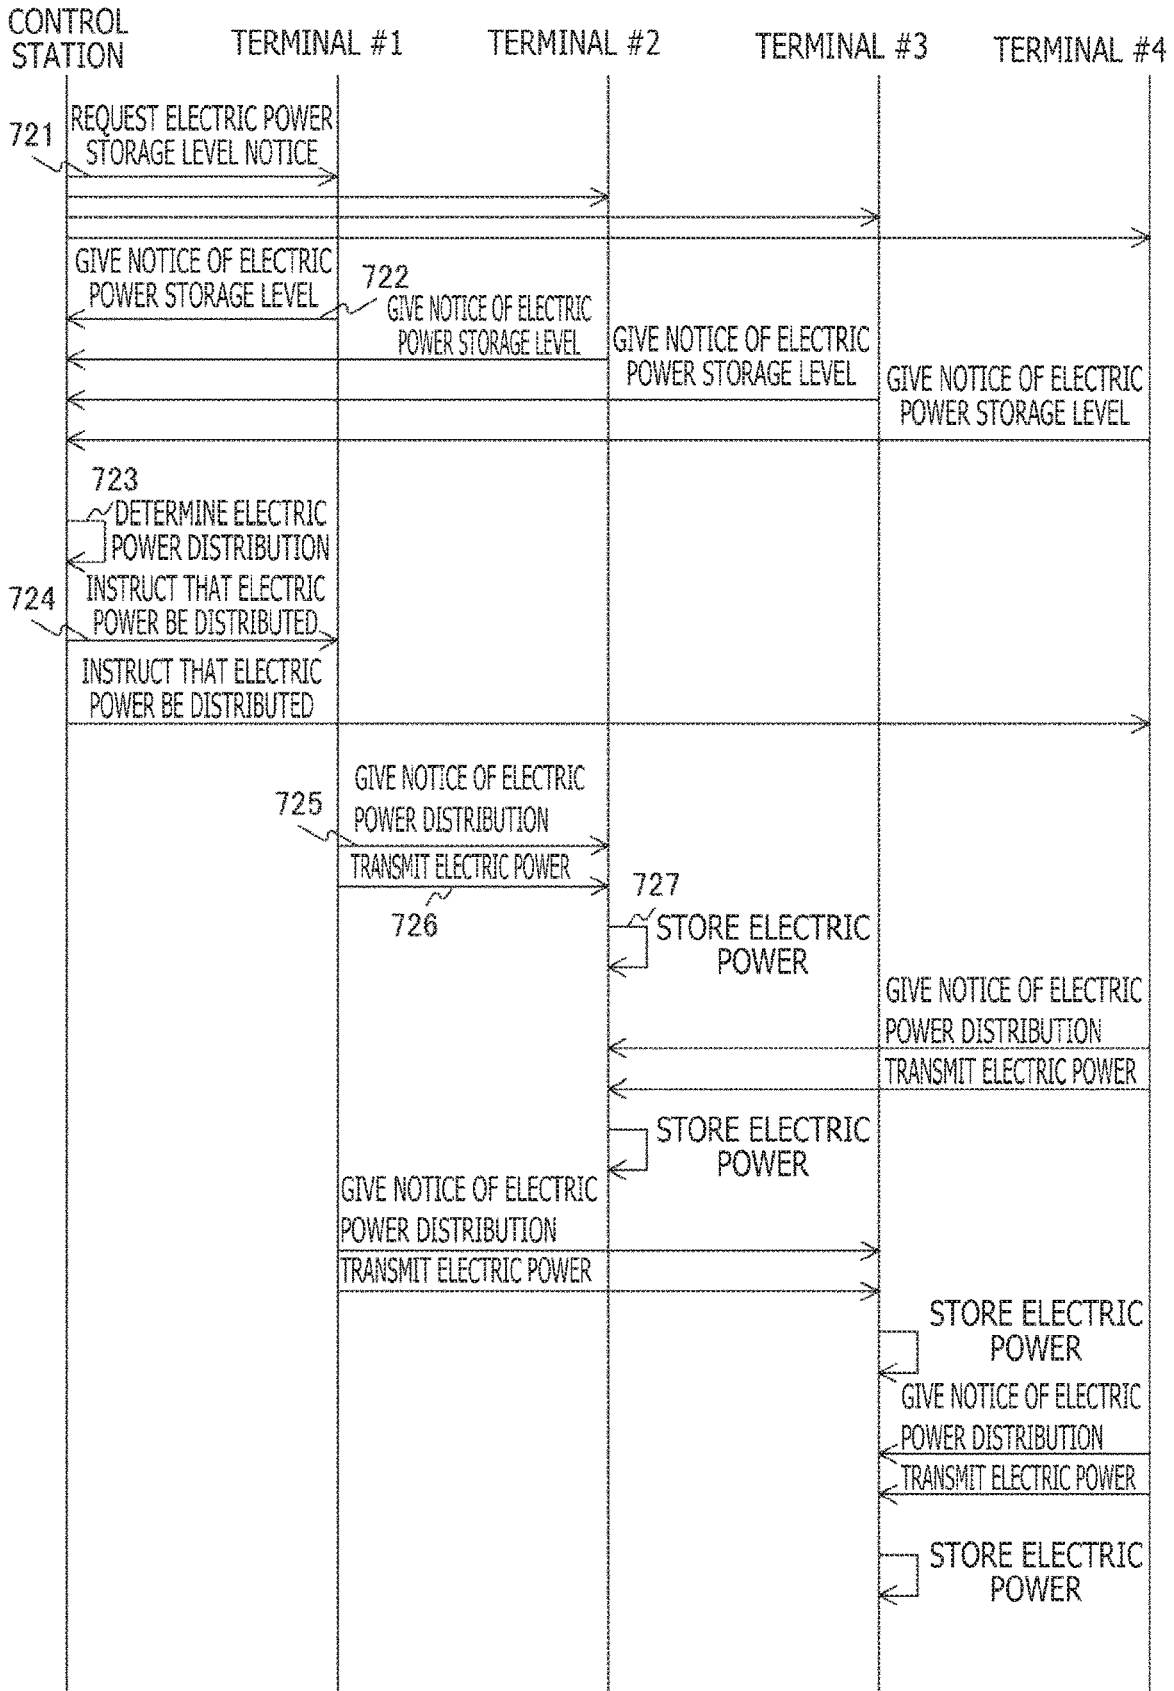 CONTROL
STATION
TERMINAL #1
TERMINAL #2
TERMINAL #3
TERMINAL #4
721
REQUEST ELECTRIC POWER
STORAGE LEVEL NOTICE
GIVE NOTICE OF ELECTRIC
POWER STORAGE LEVEL
722
GIVE NOTICE OF ELECTRIC
POWER STORAGE LEVEL
GIVE NOTICE OF ELECTRIC
POWER STORAGE LEVEL
GIVE NOTICE OF ELECTRIC
POWER STORAGE LEVEL
723
DETERMINE ELECTRIC
POWER DISTRIBUTION
724
INSTRUCT THAT ELECTRIC
POWER BE DISTRIBUTED
INSTRUCT THAT ELECTRIC
POWER BE DISTRIBUTED
GIVE NOTICE OF ELECTRIC
POWER DISTRIBUTION
725
TRANSMIT ELECTRIC POWER
726
727
STORE ELECTRIC
POWER
GIVE NOTICE OF ELECTRIC
POWER DISTRIBUTION
TRANSMIT ELECTRIC POWER
STORE ELECTRIC
POWER
GIVE NOTICE OF ELECTRIC
POWER DISTRIBUTION
TRANSMIT ELECTRIC POWER
STORE ELECTRIC
POWER
GIVE NOTICE OF ELECTRIC
POWER DISTRIBUTION
TRANSMIT ELECTRIC POWER
STORE ELECTRIC
POWER